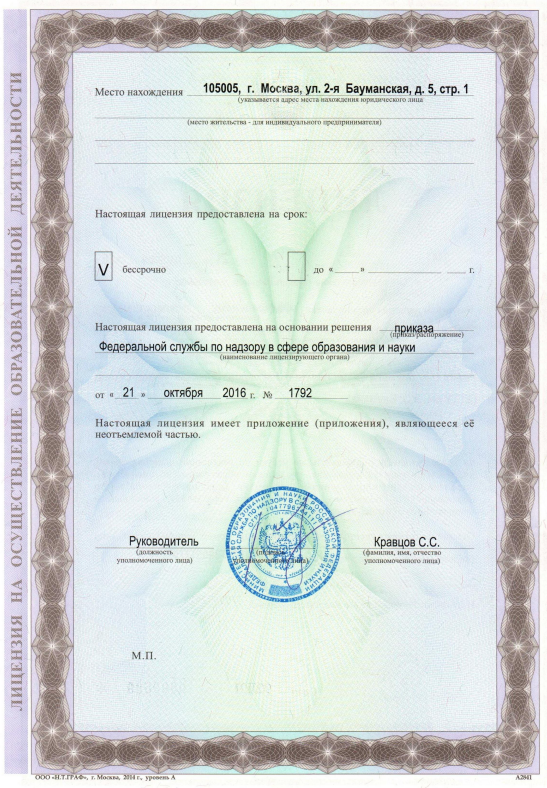 ЛИЦЕНЗИЯ НА ОСУЩЕСТВЛЕНИЕ ОБРАЗОВАТЕЛЬНОЙ ДЕЯТЕЛЬНОСТИ
Место нахождения 105005, г. Москва, ул. 2-я Бауманская, д. 5, стр. 1
(указывается адрес места нахождения юридического лица
(место жительства - для индивидуального предпринимателя)
Настоящая лицензия предоставлена на срок:
V бессрочно до « » г.
Настоящая лицензия предоставлена на основании решения приказа
(приказ/распоряжение)
Федеральной службы по надзору в сфере образования и науки
(наименование лицензирующего органа)
от « 21 » октября 2016 г. № 1792
Настоящая лицензия имеет приложение (приложения), являющееся её
неотъемлемой частью.
Руководитель Кравцов С.С.
(должность (фамилия, имя, отчество
уполномоченного лица) уполномоченного лица) уполномоченного лица)
М.П.
ООО «Н.Т.ГРАФ», г. Москва, 2014 г., уровень А А2841